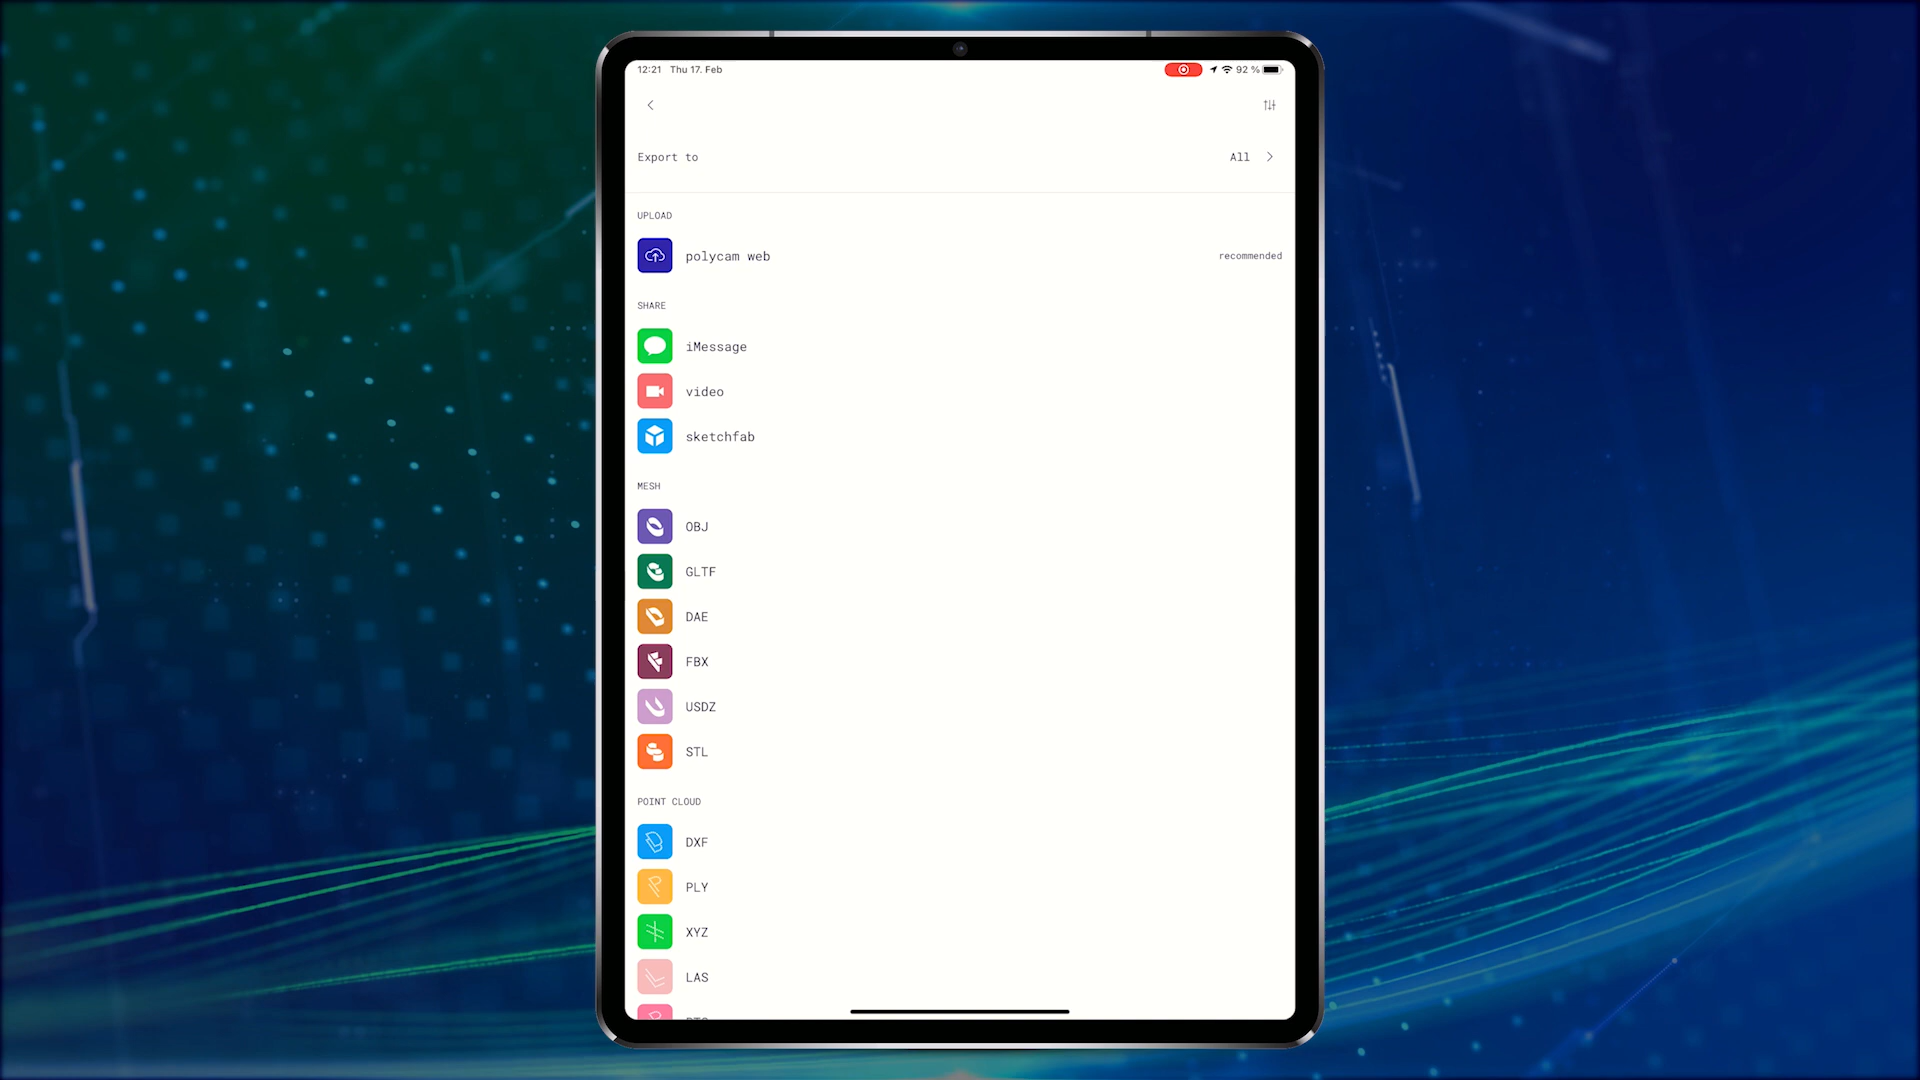 12:21 Thu 17. Feb
92 %
Export to
All
UPLOAD
polycam web
recommended
SHARE
iMessage
video
sketchfab
MESH
OBJ
GLTF
DAE
FBX
USDZ
STL
POINT CLOUD
DXF
PLY
XYZ
LAS